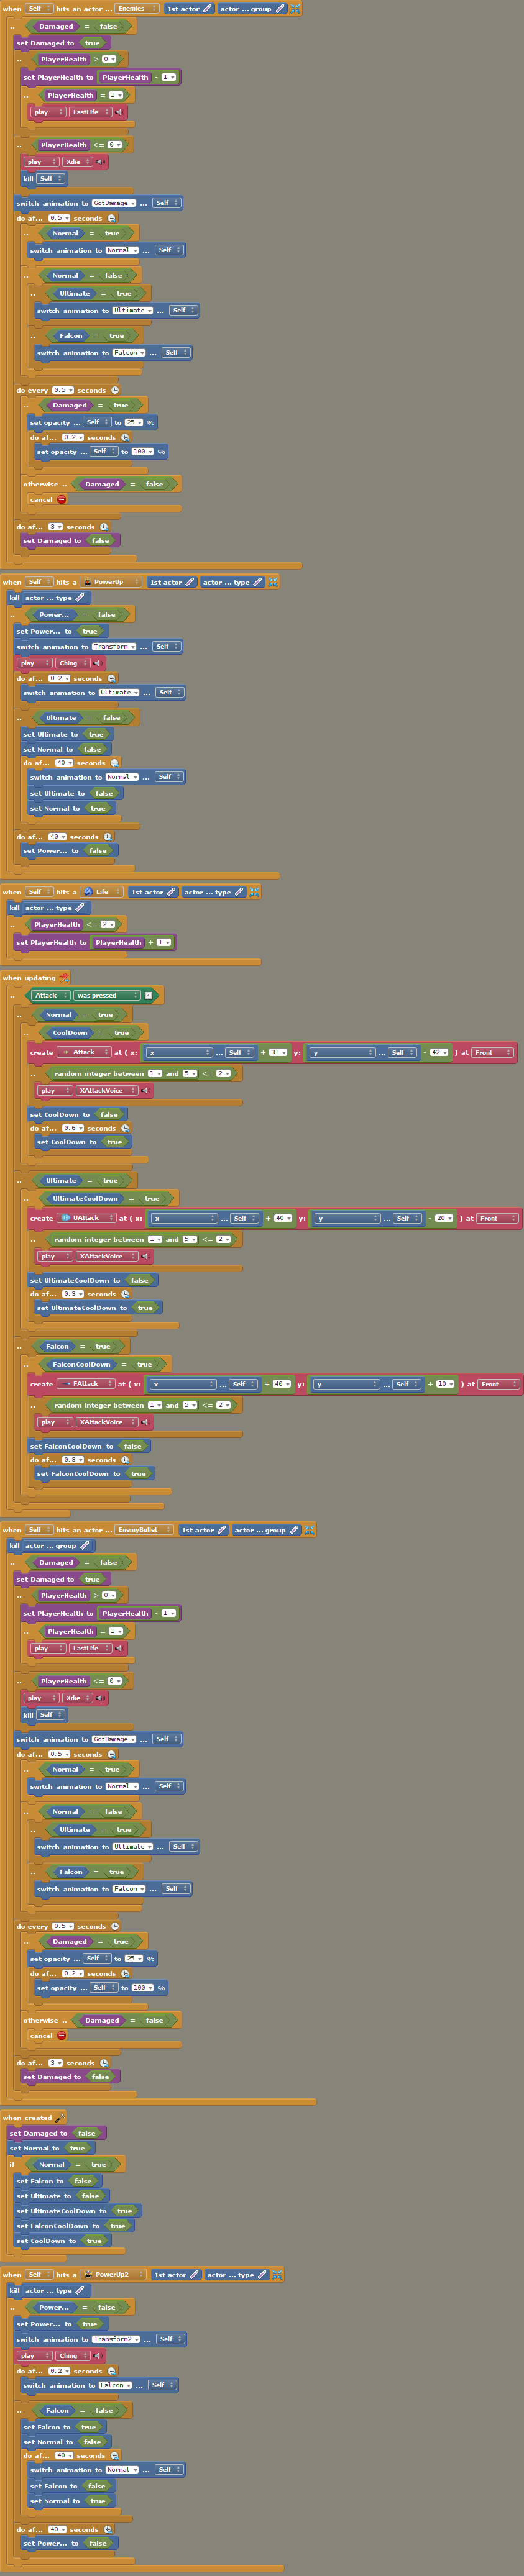 when Self hits an actor ... Enemies 1st actor actor ... group
.. Damaged = false
set Damaged to true
.. PlayerHealth > 0
set PlayerHealth to PlayerHealth - 1
.. PlayerHealth = 1
play LastLife
.. PlayerHealth <= 0
play Xdie
kill Self
switch animation to GotDamage ... Self
do af... 0.5 seconds
.. Normal = true
switch animation to Normal ... Self
.. Normal = false
.. Ultimate = true
switch animation to Ultimate ... Self
.. Falcon = true
switch animation to Falcon ... Self
do every 0.5 seconds
.. Damaged = true
set opacity ... Self to 25 %
do af... 0.2 seconds
set opacity ... Self to 100 %
otherwise .. Damaged = false
cancel
do af... 3 seconds
set Damaged to false
when Self hits a PowerUp 1st actor actor ... type
kill actor ... type
.. Power... = false
set Power... to true
switch animation to Transform ... Self
play Ching
do af... 0.2 seconds
switch animation to Ultimate ... Self
.. Ultimate = false
set Ultimate to true
set Normal to false
do af... 40 seconds
switch animation to Normal ... Self
set Ultimate to false
set Normal to true
do af... 40 seconds
set Power... to false
when Self hits a Life 1st actor actor ... type
kill actor ... type
.. PlayerHealth <= 2
set PlayerHealth to PlayerHealth + 1
when updating
.. Attack was pressed
.. Normal = true
.. CoolDown = true
create Attack at ( x: x ... Self + 31 y: y ... Self - 42 ) at Front
.. random integer between 1 and 5 <= 2
play XAttackVoice
set CoolDown to false
do af... 0.6 seconds
set CoolDown to true
.. Ultimate = true
.. UltimateCoolDown = true
create UAttack at ( x: x ... Self + 40 y: y ... Self - 20 ) at Front
.. random integer between 1 and 5 <= 2
play XAttackVoice
set UltimateCoolDown to false
do af... 0.3 seconds
set UltimateCoolDown to true
.. Falcon = true
.. FalconCoolDown = true
create FAttack at ( x: x ... Self + 40 y: y ... Self + 10 ) at Front
.. random integer between 1 and 5 <= 2
play XAttackVoice
set FalconCoolDown to false
do af... 0.3 seconds
set FalconCoolDown to true
when Self hits an actor ... EnemyBullet 1st actor actor ... group
kill actor ... group
.. Damaged = false
set Damaged to true
.. PlayerHealth > 0
set PlayerHealth to PlayerHealth - 1
.. PlayerHealth = 1
play LastLife
.. PlayerHealth <= 0
play Xdie
kill Self
switch animation to GotDamage ... Self
do af... 0.5 seconds
.. Normal = true
switch animation to Normal ... Self
.. Normal = false
.. Ultimate = true
switch animation to Ultimate ... Self
.. Falcon = true
switch animation to Falcon ... Self
do every 0.5 seconds
.. Damaged = true
set opacity ... Self to 25 %
do af... 0.2 seconds
set opacity ... Self to 100 %
otherwise .. Damaged = false
cancel
do af... 3 seconds
set Damaged to false
when created
set Damaged to false
set Normal to true
if Normal = true
set Falcon to false
set Ultimate to false
set UltimateCoolDown to true
set FalconCoolDown to true
set CoolDown to true
when Self hits a PowerUp2 1st actor actor ... type
kill actor ... type
.. Power... = false
set Power... to true
switch animation to Transform2 ... Self
play Ching
do af... 0.2 seconds
switch animation to Falcon ... Self
.. Falcon = false
set Falcon to true
set Normal to false
do af... 40 seconds
switch animation to Normal ... Self
set Falcon to false
set Normal to true
do af... 40 seconds
set Power... to false